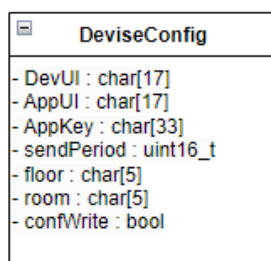 DeviseConfig
- DevUI : char[17]
- AppUI : char[17]
- AppKey : char[33]
- sendPeriod : uint16_t
- floor : char[5]
- room : char[5]
- confWrite : bool